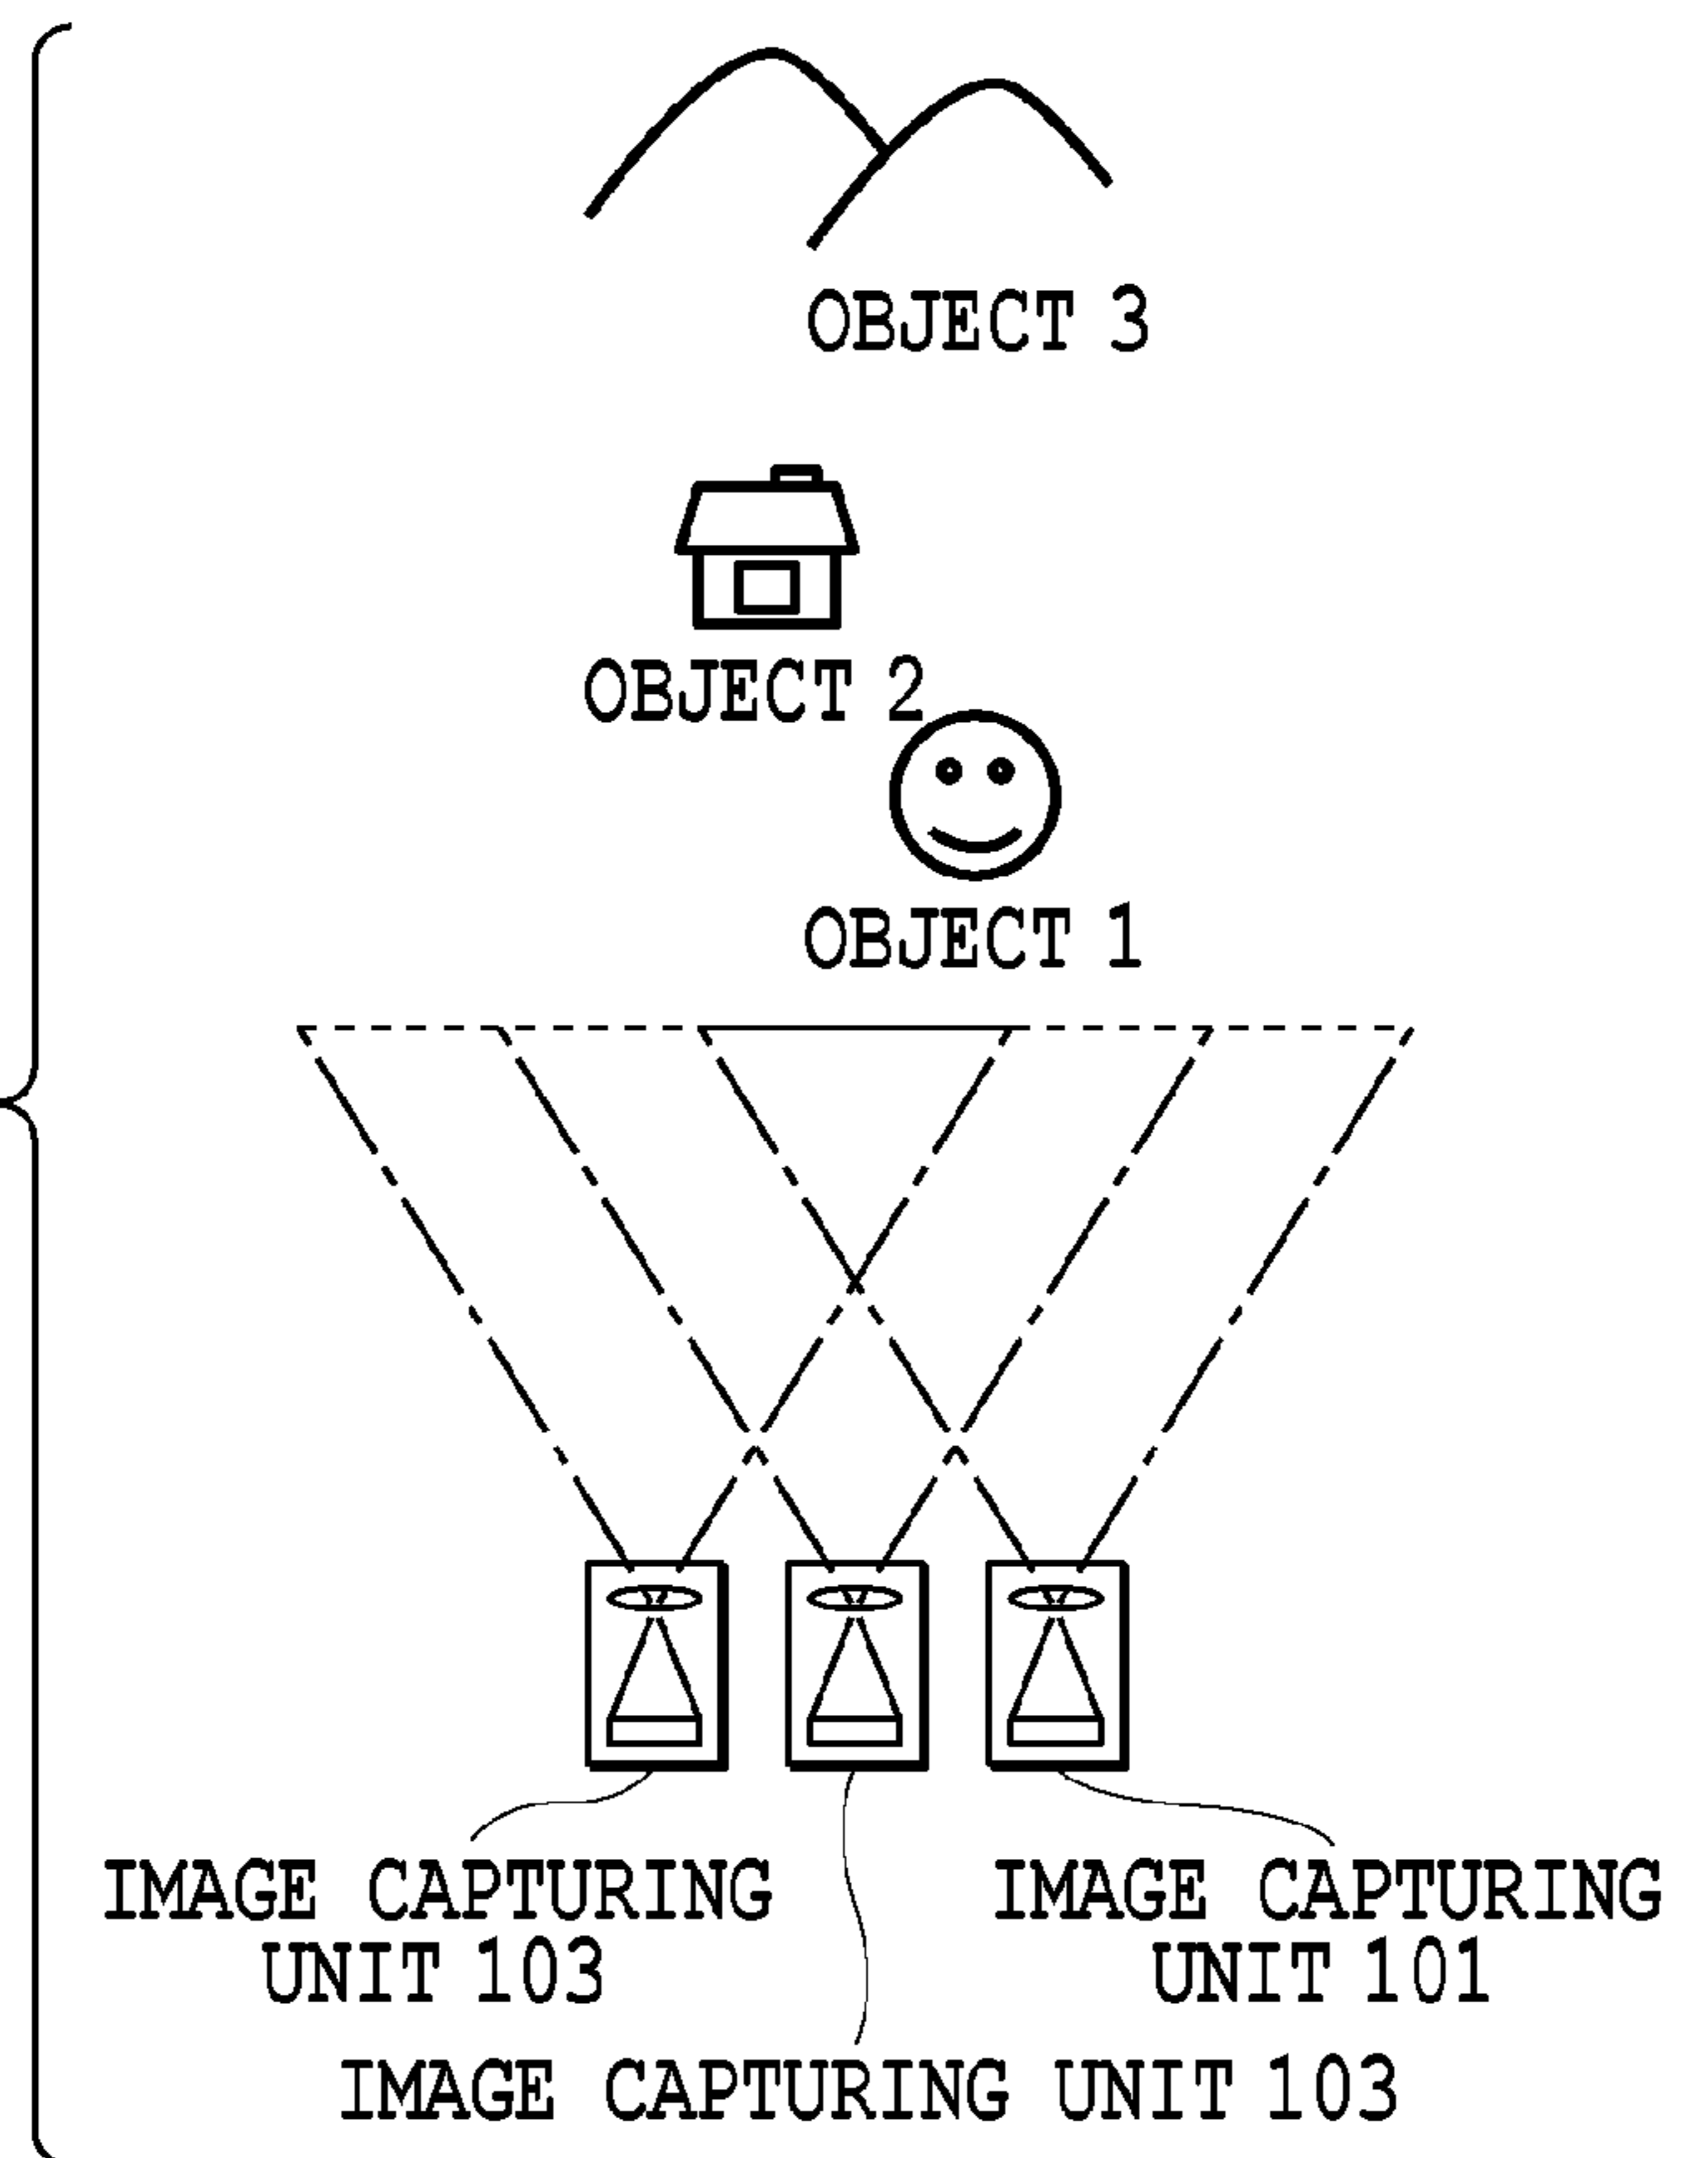 OBJECT 3
OBJECT 2
OBJECT 1
IMAGE CAPTURING
UNIT 103
IMAGE CAPTURING
UNIT 101
IMAGE CAPTURING UNIT 103